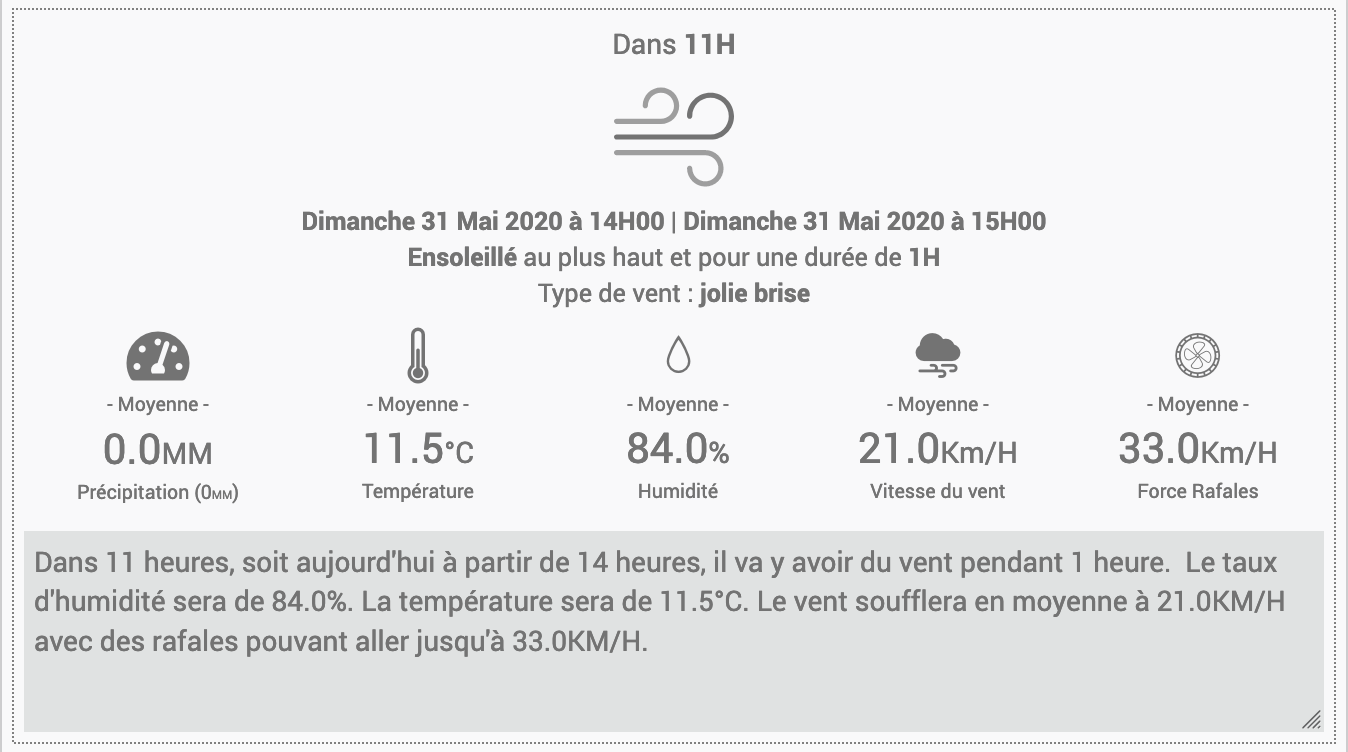 Dans 11H
Dimanche 31 Mai 2020 à 14H00 | Dimanche 31 Mai 2020 à 15H00
Ensoleillé au plus haut et pour une durée de 1H
Type de vent : jolie brise
- Moyenne - - Moyenne - - Moyenne - - Moyenne - - Moyenne -
0.0MM 11.5°C 84.0% 21.0Km/H 33.0Km/H
Précipitation (0MM) Température Humidité Vitesse du vent Force Rafales
Dans 11 heures, soit aujourd'hui à partir de 14 heures, il va y avoir du vent pendant 1 heure.  Le taux
d'humidité sera de 84.0%. La température sera de 11.5°C. Le vent soufflera en moyenne à 21.0KM/H
avec des rafales pouvant aller jusqu'à 33.0KM/H.